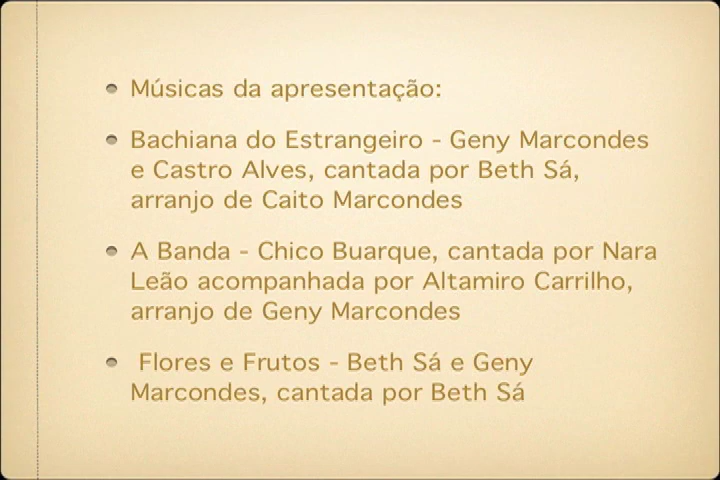 Músicas da apresentação:
Bachiana do Estrangeiro - Geny Marcondes
e Castro Alves, cantada por Beth Sá,
arranjo de Caito Marcondes
A Banda - Chico Buarque, cantada por Nara
Leão acompanhada por Altamiro Carrilho,
arranjo de Geny Marcondes
Flores e Frutos - Beth Sá e Geny
Marcondes, cantada por Beth Sá